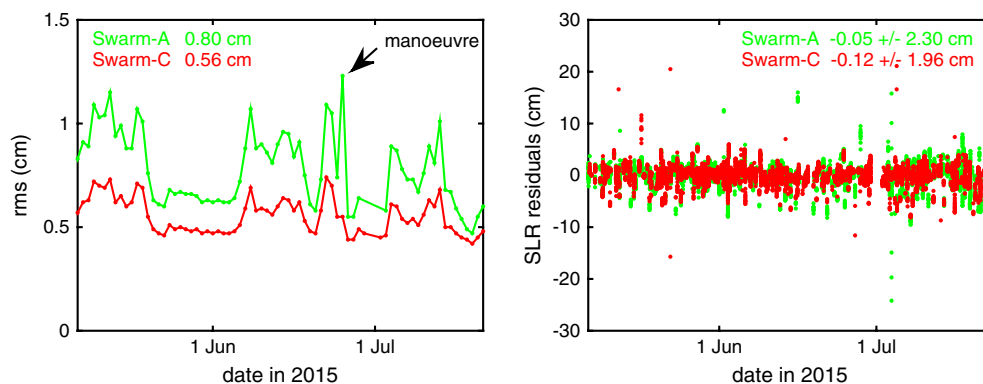 1.5
Swarm-A 0.80 cm
Swarm-C 0.56 cm
manoeuvre
1
0.5
0
rms (cm)
1 Jun
1 Jul
date in 2015
30
Swarm-A -0.05 +/- 2.30 cm
Swarm-C -0.12 +/- 1.96 cm
20
10
0
-10
-20
-30
SLR residuals (cm)
1 Jun
1 Jul
date in 2015